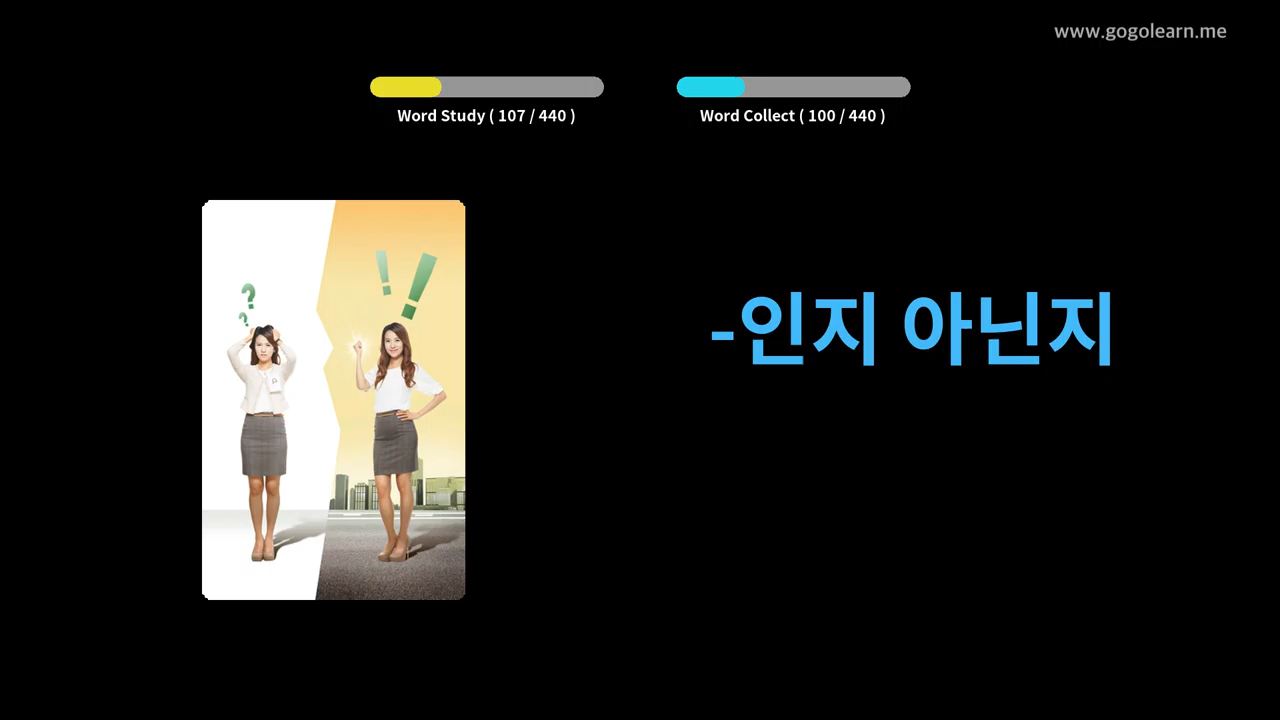 www.gogolearn.me
Word Study ( 107 / 440 )
Word Collect ( 100 / 440 )
? ?
! !
-인지 아닌지